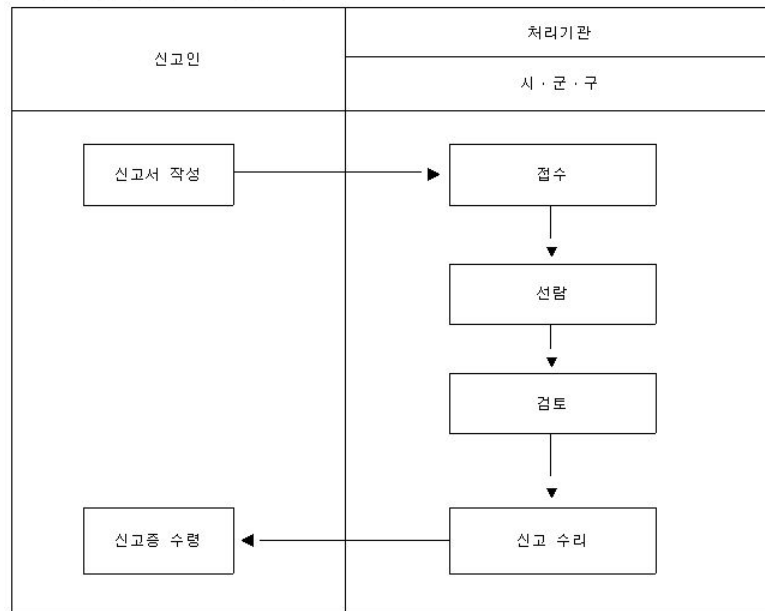 신고인
처리기관
시 · 군 · 구
신고서 작성
접수
선람
검토
신고증 수령
신고 수리